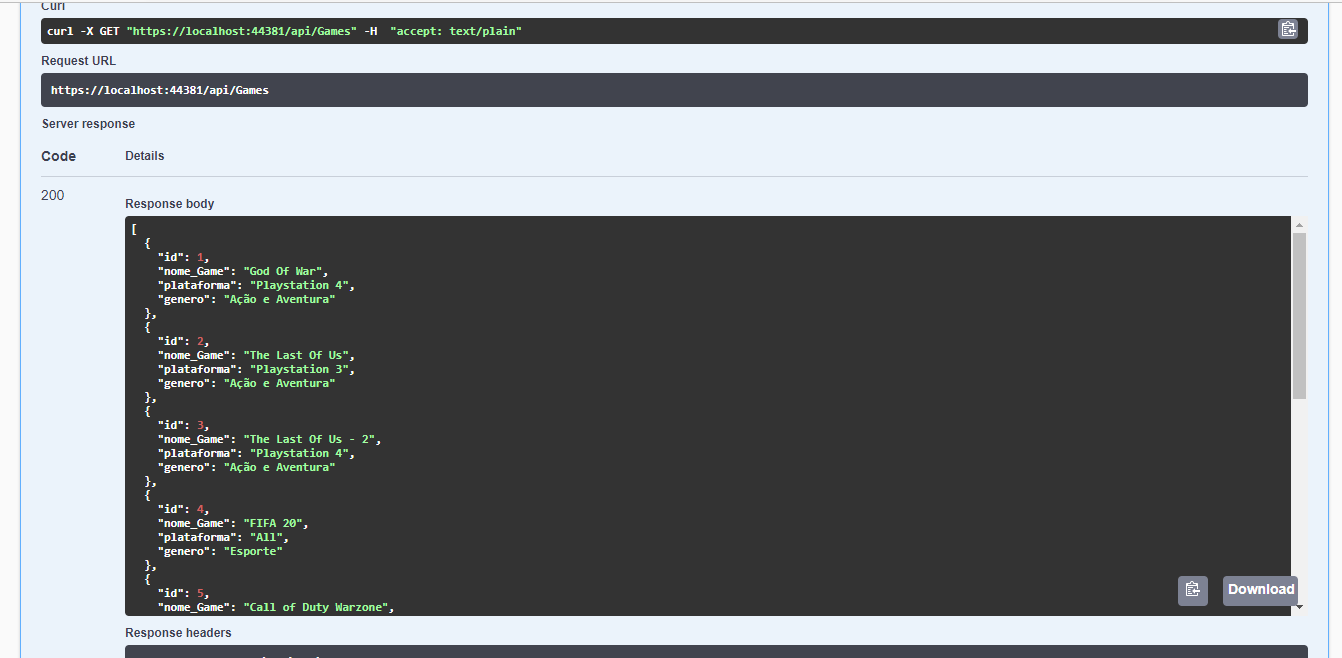 Curl
curl -X GET "https://localhost:44381/api/Games" -H  "accept: text/plain"
Request URL
https://localhost:44381/api/Games
Server response
Code Details
200
Response body
[
  {
    "id": 1,
    "nome_Game": "God Of War",
    "plataforma": "Playstation 4",
    "genero": "Ação e Aventura"
  },
  {
    "id": 2,
    "nome_Game": "The Last Of Us",
    "plataforma": "Playstation 3",
    "genero": "Ação e Aventura"
  },
  {
    "id": 3,
    "nome_Game": "The Last Of Us - 2",
    "plataforma": "Playstation 4",
    "genero": "Ação e Aventura"
  },
  {
    "id": 4,
    "nome_Game": "FIFA 20",
    "plataforma": "All",
    "genero": "Esporte"
  },
  {
    "id": 5,
    "nome_Game": "Call of Duty Warzone",
Download
Response headers